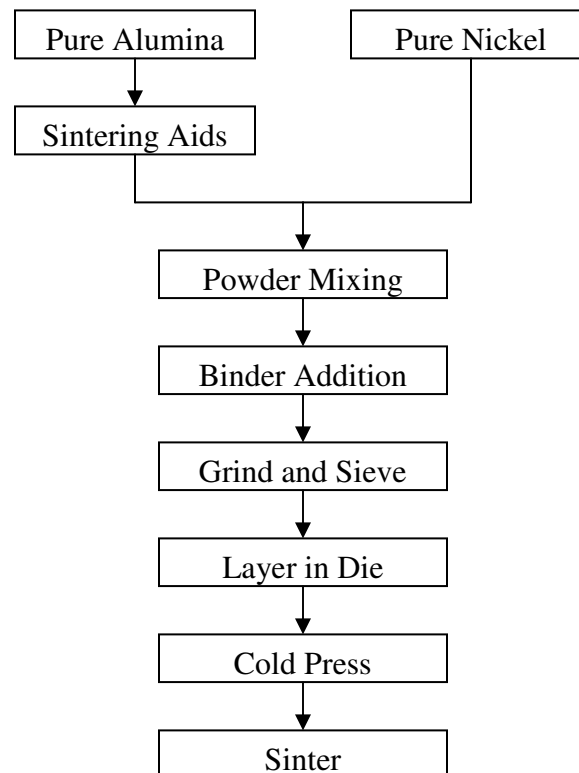 Pure Alumina
Pure Nickel
Sintering Aids
Powder Mixing
Binder Addition
Grind and Sieve
Layer in Die
Cold Press
Sinter